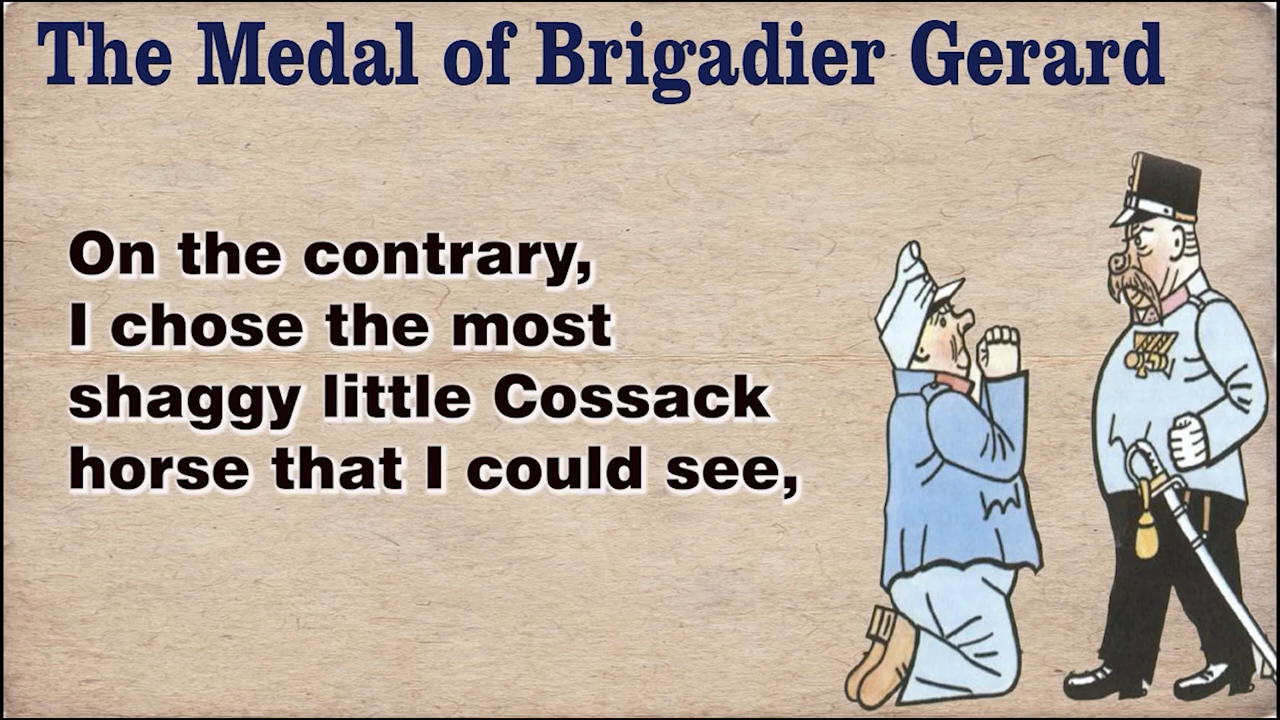 The Medal of Brigadier Gerard
On the contrary,
I chose the most
shaggy little Cossack
horse that I could see,